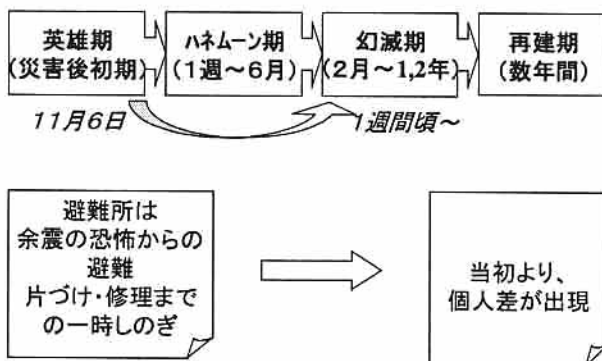 英雄期
(災害後初期)
ハネムーン期
(1週～6月)
幻滅期
(2月～1,2年)
再建期
(数年間)
11月6日
1週間頃～
避難所は
余震の恐怖からの
避難
片づけ・修理まで
の一時しのぎ
当初より、
個人差が出現